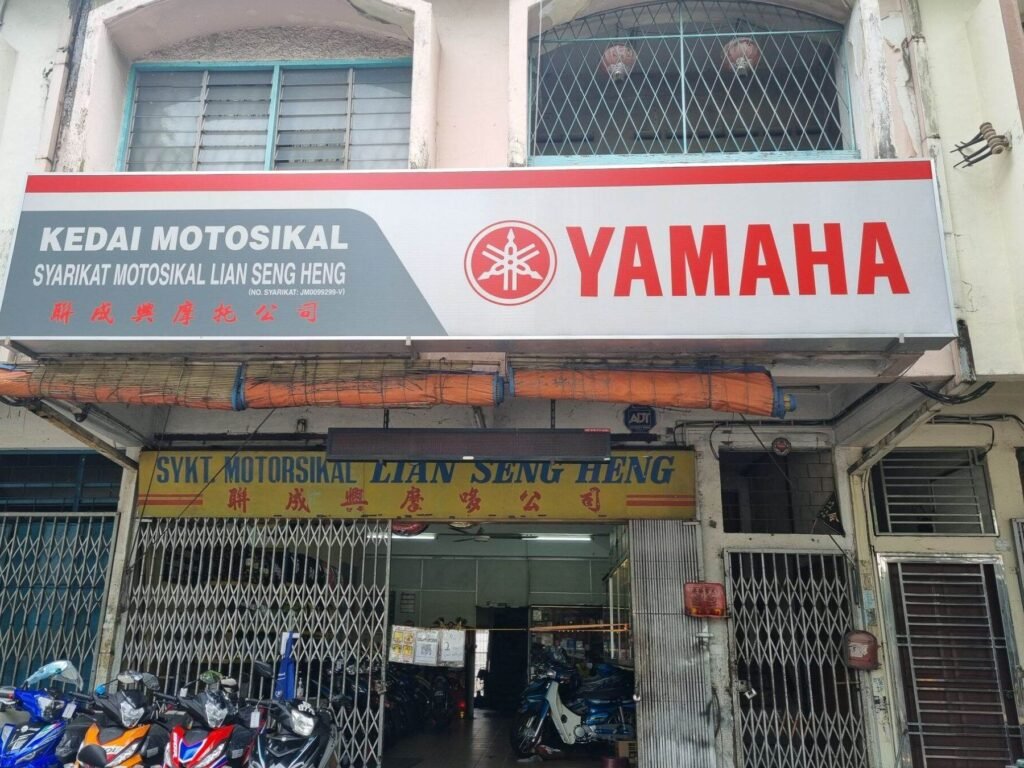 KEDAI MOTOSIKAL
SYARIKAT MOTOSIKAL LIAN SENG HENG
(NO. SYARIKAT: JM0099299-V)
聯成興摩托公司
YAMAHA
ADT
SYKT. MOTORSIKAL LIAN SENG HENG
聯成興摩哆公司